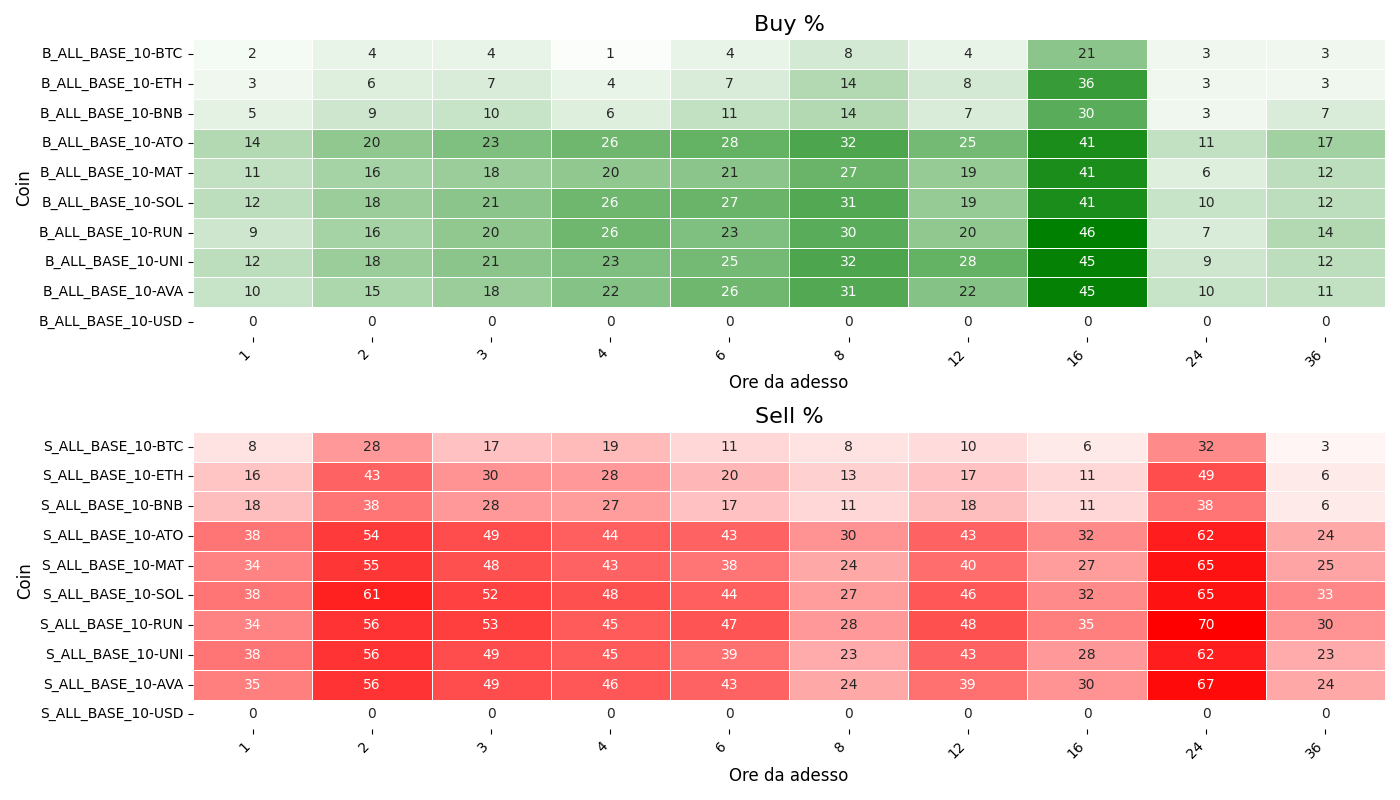 Buy %
Coin
B_ALL_BASE_10-BTC 2 4 4 1 4 8 4 21 3 3
B_ALL_BASE_10-ETH 3 6 7 4 7 14 8 36 3 3
B_ALL_BASE_10-BNB 5 9 10 6 11 14 7 30 3 7
B_ALL_BASE_10-ATO 14 20 23 26 28 32 25 41 11 17
B_ALL_BASE_10-MAT 11 16 18 20 21 27 19 41 6 12
B_ALL_BASE_10-SOL 12 18 21 26 27 31 19 41 10 12
B_ALL_BASE_10-RUN 9 16 20 26 23 30 20 46 7 14
B_ALL_BASE_10-UNI 12 18 21 23 25 32 28 45 9 12
B_ALL_BASE_10-AVA 10 15 18 22 26 31 22 45 10 11
B_ALL_BASE_10-USD 0 0 0 0 0 0 0 0 0 0
1 2 3 4 6 8 12 16 24 36
Ore da adesso
Sell %
Coin
S_ALL_BASE_10-BTC 8 28 17 19 11 8 10 6 32 3
S_ALL_BASE_10-ETH 16 43 30 28 20 13 17 11 49 6
S_ALL_BASE_10-BNB 18 38 28 27 17 11 18 11 38 6
S_ALL_BASE_10-ATO 38 54 49 44 43 30 43 32 62 24
S_ALL_BASE_10-MAT 34 55 48 43 38 24 40 27 65 25
S_ALL_BASE_10-SOL 38 61 52 48 44 27 46 32 65 33
S_ALL_BASE_10-RUN 34 56 53 45 47 28 48 35 70 30
S_ALL_BASE_10-UNI 38 56 49 45 39 23 43 28 62 23
S_ALL_BASE_10-AVA 35 56 49 46 43 24 39 30 67 24
S_ALL_BASE_10-USD 0 0 0 0 0 0 0 0 0 0
1 2 3 4 6 8 12 16 24 36
Ore da adesso